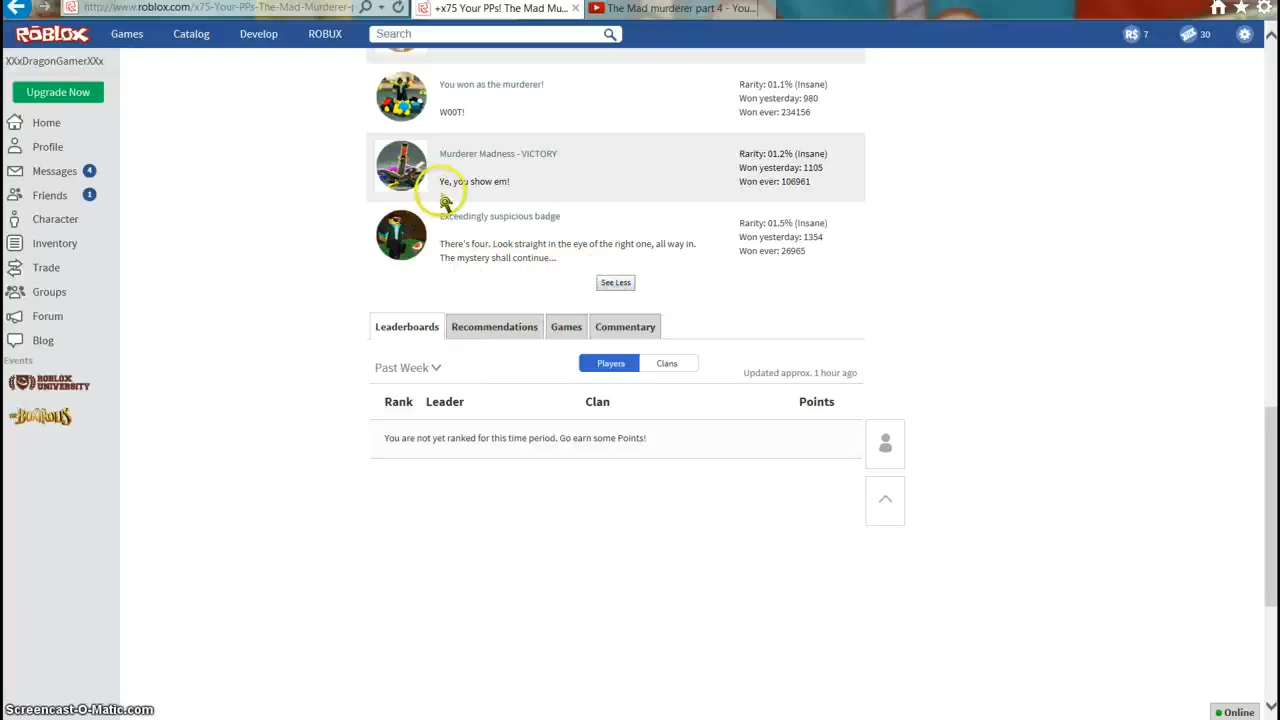 http://www.roblox.com/x75-Your-PPs-The-Mad-Murderer-p
+x75 Your PPs! The Mad Mu...
The Mad murderer part 4 - You...
ROBLOX
Games
Catalog
Develop
ROBUX
Search
R$ 7
30
XXxDragonGamerXXx
Upgrade Now
Home
Profile
Messages 4
Friends 1
Character
Inventory
Trade
Groups
Forum
Blog
Events
ROBLOX
UNIVERSITY
THE BOXTROLLS
You won as the murderer!
W00T!
Rarity: 01.1% (Insane)
Won yesterday: 980
Won ever: 234156
Murderer Madness - VICTORY
Ye, you show em!
Rarity: 01.2% (Insane)
Won yesterday: 1105
Won ever: 106961
Exceedingly suspicious badge
There's four. Look straight in the eye of the right one, all way in.
The mystery shall continue...
Rarity: 01.5% (Insane)
Won yesterday: 1354
Won ever: 26965
See Less
Leaderboards
Recommendations
Games
Commentary
Past Week
Players
Clans
Updated approx. 1 hour ago
Rank
Leader
Clan
Points
You are not yet ranked for this time period. Go earn some Points!
Screencast-O-Matic.com
Online